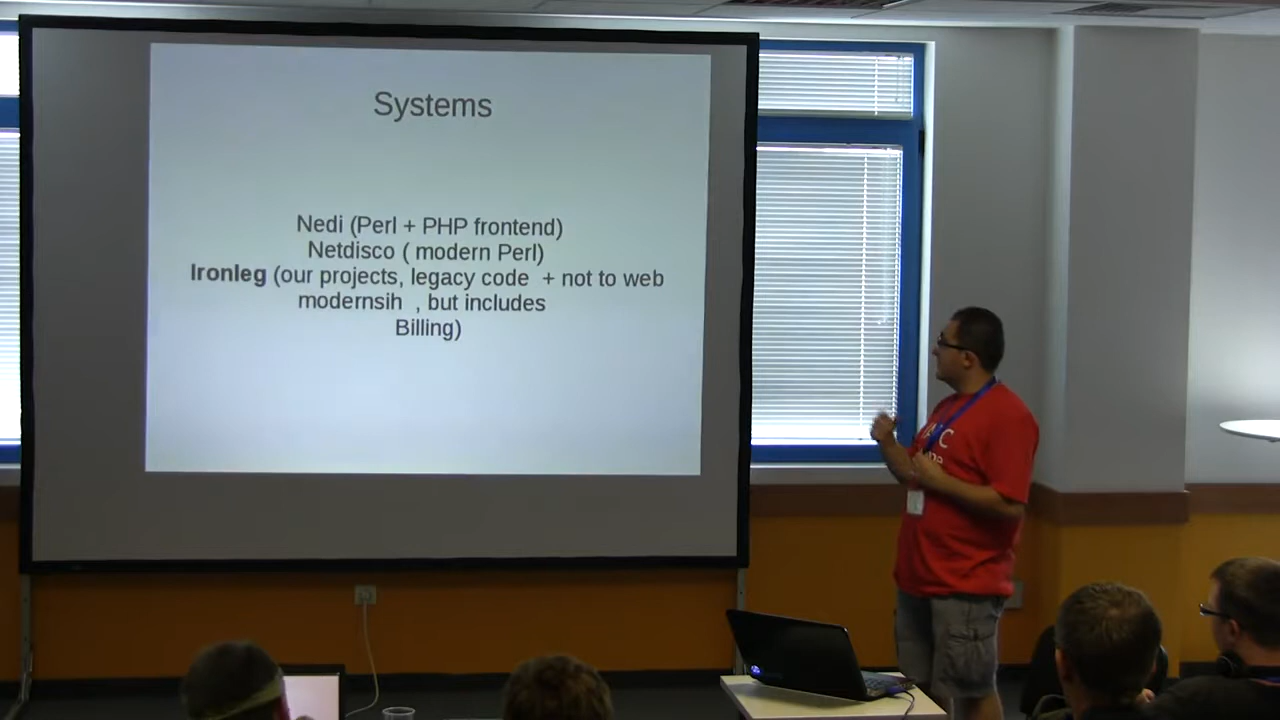 Systems
Nedi (Perl + PHP frontend)
Netdisco ( modern Perl)
Ironleg (our projects, legacy code + not to web
modernsih , but includes
Billing)